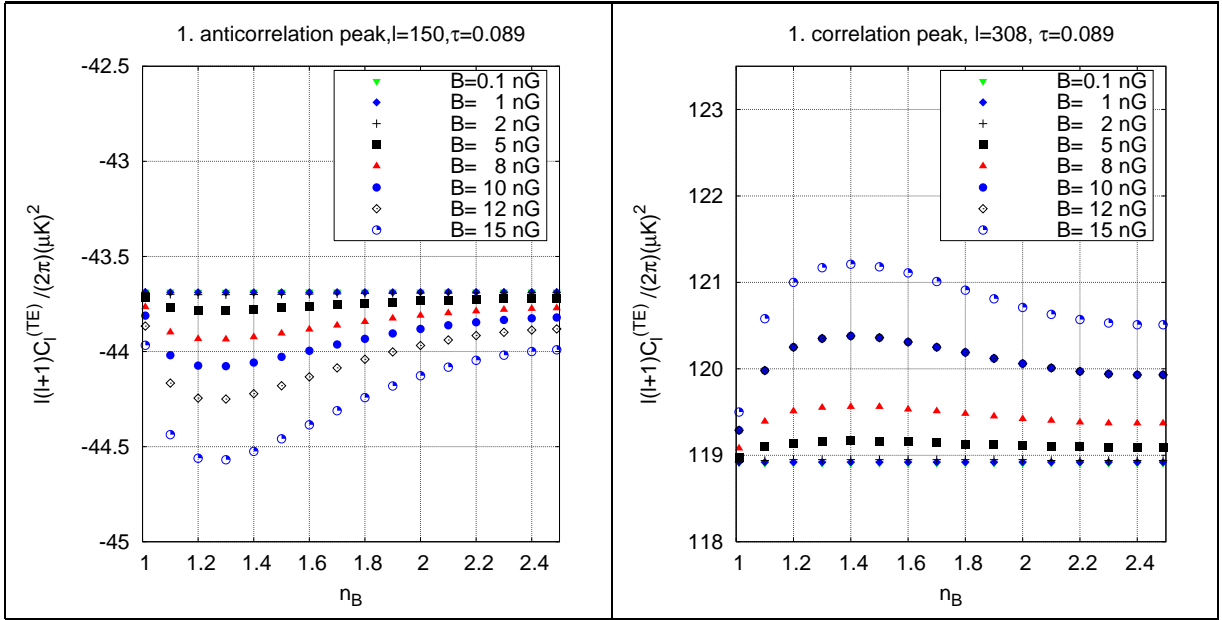 1. anticorrelation peak,l=150,τ=0.089
l(l+1)C_l^(TE)/(2π)(μK)^2
-42.5
-43
-43.5
-44
-44.5
-45
B=0.1 nG
B= 1 nG
B= 2 nG
B= 5 nG
B= 8 nG
B= 10 nG
B= 12 nG
B= 15 nG
1 1.2 1.4 1.6 1.8 2 2.2 2.4
n_B
1. correlation peak, l=308, τ=0.089
l(l+1)C_l^(TE)/(2π)(μK)^2
123
122
121
120
119
118
B=0.1 nG
B= 1 nG
B= 2 nG
B= 5 nG
B= 8 nG
B= 10 nG
B= 12 nG
B= 15 nG
1 1.2 1.4 1.6 1.8 2 2.2 2.4
n_B